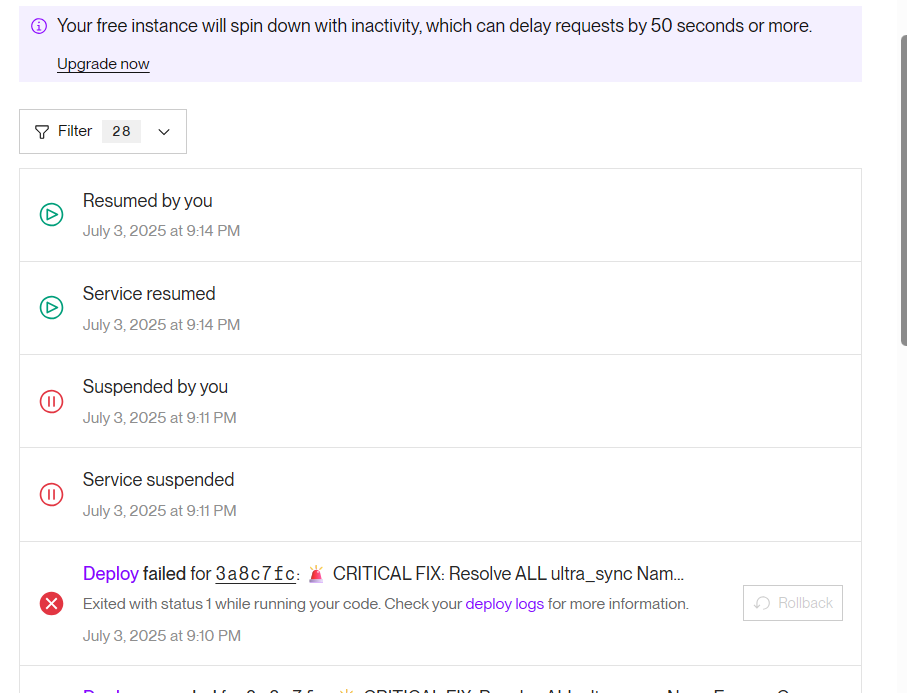 Your free instance will spin down with inactivity, which can delay requests by 50 seconds or more.
Upgrade now
Filter 28
Resumed by you
July 3, 2025 at 9:14 PM
Service resumed
July 3, 2025 at 9:14 PM
Suspended by you
July 3, 2025 at 9:11 PM
Service suspended
July 3, 2025 at 9:11 PM
Deploy failed for 3a8c7fc: 🚨 CRITICAL FIX: Resolve ALL ultra_sync Nam...
Exited with status 1 while running your code. Check your deploy logs for more information.
Rollback
July 3, 2025 at 9:10 PM